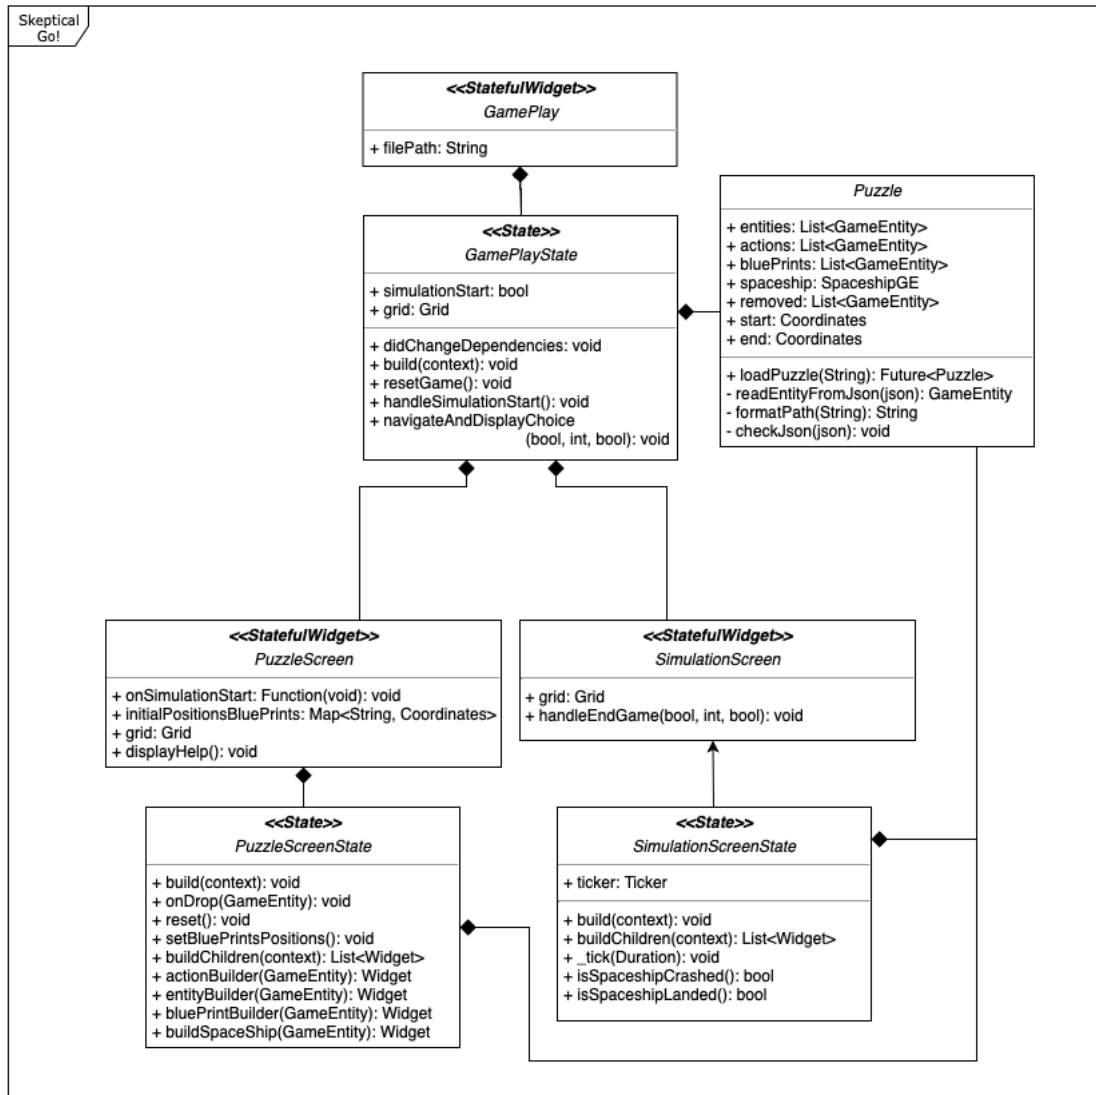 Skeptical
Go!
<<StatefulWidget>>
GamePlay
+ filePath: String
<<State>>
GamePlayState
+ simulationStart: bool
+ grid: Grid
+ didChangeDependencies: void
+ build(context): void
+ resetGame(): void
+ handleSimulationStart(): void
+ navigateAndDisplayChoice
(bool, int, bool): void
Puzzle
+ entities: List<GameEntity>
+ actions: List<GameEntity>
+ bluePrints: List<GameEntity>
+ spaceship: SpaceshipGE
+ removed: List<GameEntity>
+ start: Coordinates
+ end: Coordinates
+ loadPuzzle(String): Future<Puzzle>
- readEntityFromJson(json): GameEntity
- formatPath(String): String
- checkJson(json): void
<<StatefulWidget>>
PuzzleScreen
+ onSimulationStart: Function(void): void
+ initialPositionsBluePrints: Map<String, Coordinates>
+ grid: Grid
+ displayHelp(): void
<<StatefulWidget>>
SimulationScreen
+ grid: Grid
+ handleEndGame(bool, int, bool): void
<<State>>
PuzzleScreenState
+ build(context): void
+ onDrop(GameEntity): void
+ reset(): void
+ setBluePrintsPositions(): void
+ buildChildren(context): List<Widget>
+ actionBuilder(GameEntity): Widget
+ entityBuilder(GameEntity): Widget
+ bluePrintBuilder(GameEntity): Widget
+ buildSpaceShip(GameEntity): Widget
<<State>>
SimulationScreenState
+ ticker: Ticker
+ build(context): void
+ buildChildren(context): List<Widget>
+ _tick(Duration): void
+ isSpaceshipCrashed(): bool
+ isSpaceshipLanded(): bool